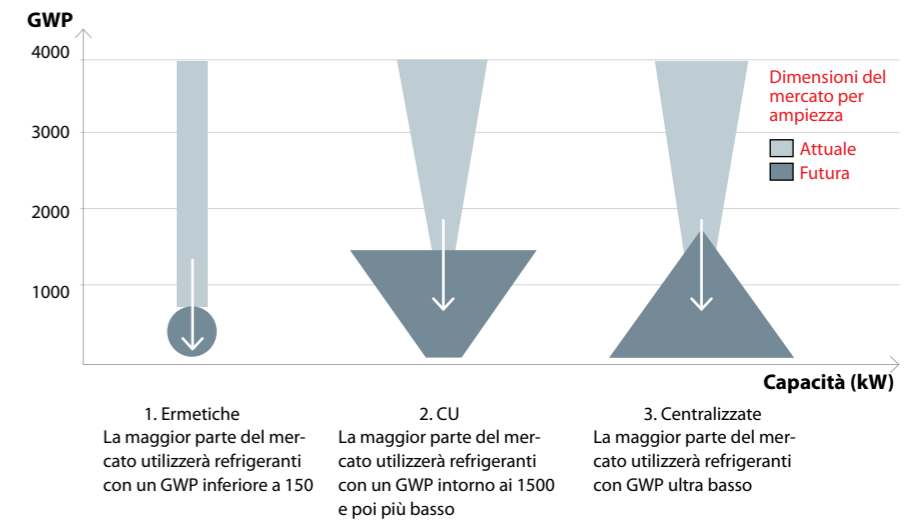 GWP
4000
3000
2000
1000
Dimensioni del
mercato per
ampiezza
Attuale
Futura
Capacità (kW)
1. Ermetiche
La maggior parte del mer-
cato utilizzerà refrigeranti
con un GWP inferiore a 150
2. CU
La maggior parte del mer-
cato utilizzerà refrigeranti
con un GWP intorno ai 1500
e poi più basso
3. Centralizzate
La maggior parte del mer-
cato utilizzerà refrigeranti
con GWP ultra basso